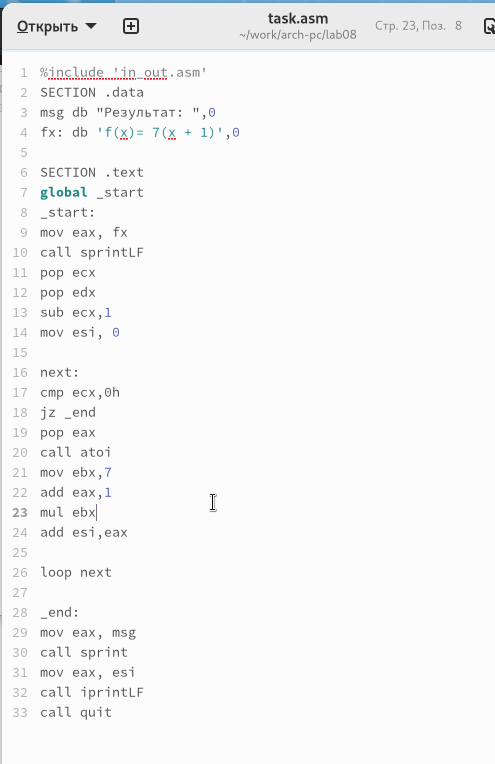 Открыть
task.asm
~/work/arch-pc/lab08
Стр. 23, Поз. 8
1 %include 'in_out.asm'
2 SECTION .data
3 msg db "Результат: ",0
4 fx: db 'f(x)= 7(x + 1)',0
5
6 SECTION .text
7 global _start
8 _start:
9 mov eax, fx
10 call sprintLF
11 pop ecx
12 pop edx
13 sub ecx,1
14 mov esi, 0
15
16 next:
17 cmp ecx,0h
18 jz _end
19 pop eax
20 call atoi
21 mov ebx,7
22 add eax,1
23 mul ebx
24 add esi,eax
25
26 loop next
27
28 _end:
29 mov eax, msg
30 call sprint
31 mov eax, esi
32 call iprintLF
33 call quit